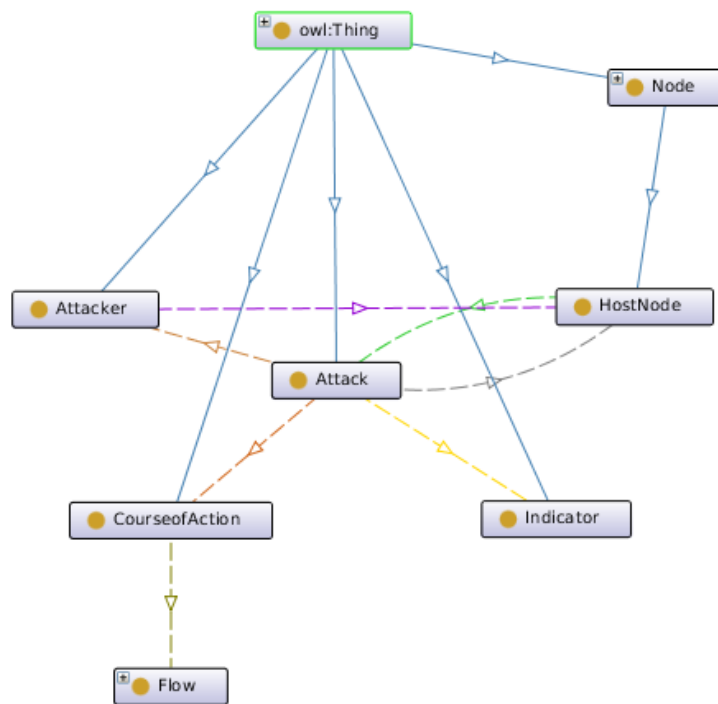 owl:Thing
Node
Attacker
HostNode
Attack
CourseofAction
Indicator
Flow